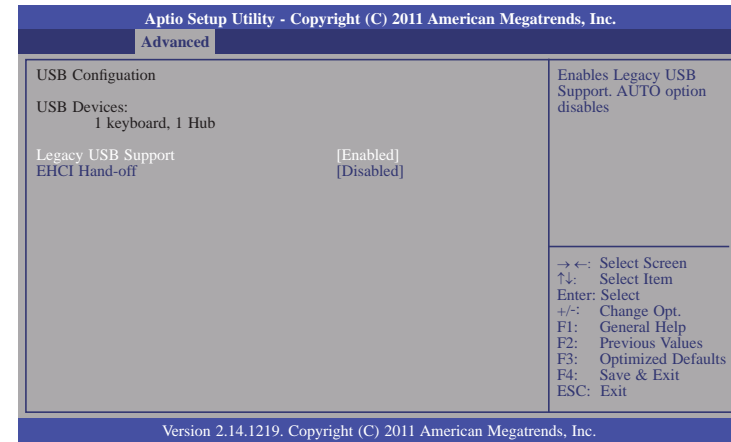 Aptio Setup Utility - Copyright (C) 2011 American Megatrends, Inc.
Advanced
USB Configuation
USB Devices:
1 keyboard, 1 Hub
Legacy USB Support [Enabled]
EHCI Hand-off [Disabled]
Enables Legacy USB
Support. AUTO option
disables
→ ←: Select Screen
↑↓: Select Item
Enter: Select
+/-: Change Opt.
F1: General Help
F2: Previous Values
F3: Optimized Defaults
F4: Save & Exit
ESC: Exit
Version 2.14.1219. Copyright (C) 2011 American Megatrends, Inc.